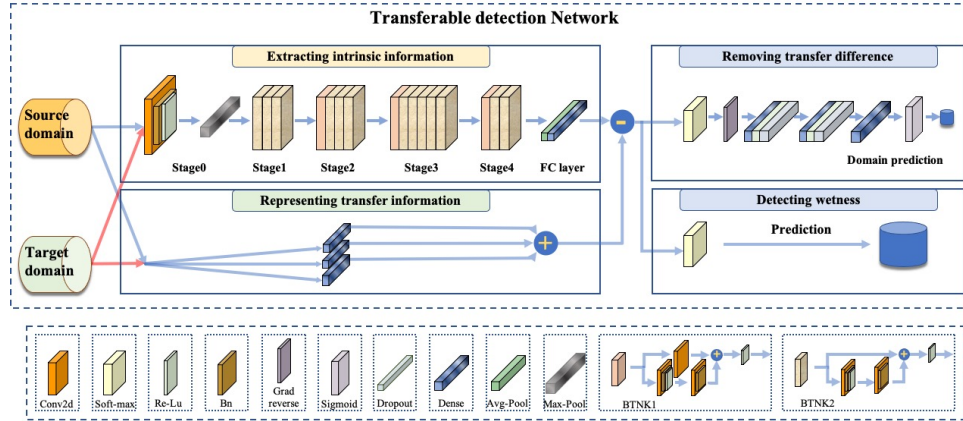 Transferable detection Network
Extracting intrinsic information
Removing transfer difference
Source
domain
Stage0
Stage1
Stage2
Stage3
Stage4
FC layer
-
Domain prediction
Representing transfer information
Detecting wetness
Target
domain
+
Prediction
Conv2d
Soft-max
Re-Lu
Bn
Grad
reverse
Sigmoid
Dropout
Dense
Avg-Pool
Max-Pool
+
BTNK1
+
BTNK2